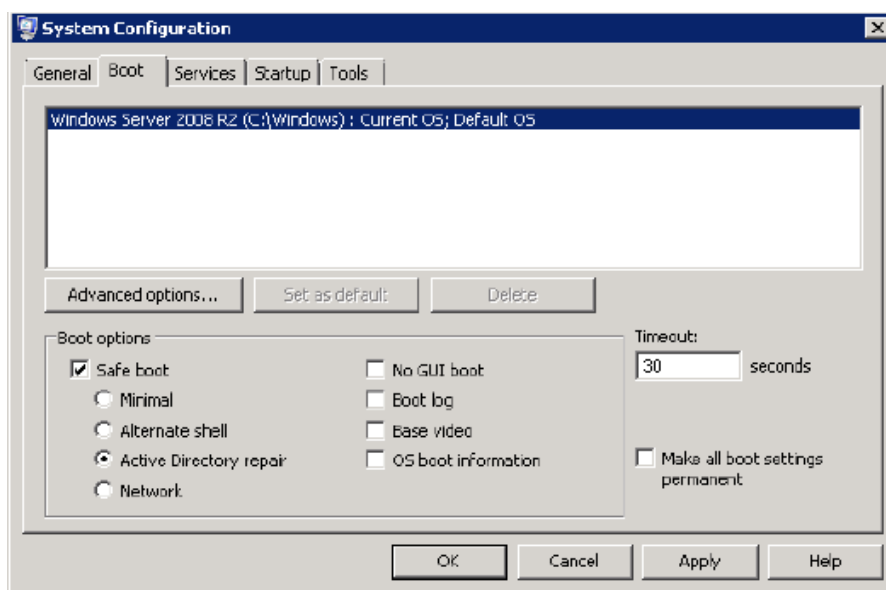 System Configuration
General Boot Services Startup Tools
Windows Server 2008 R2 (C:\Windows) : Current OS; Default OS
Advanced options... Set as default Delete
Boot options
Safe boot
Minimal
Alternate shell
Active Directory repair
Network
No GUI boot
Boot log
Base video
OS boot information
Timeout:
30 seconds
Make all boot settings
permanent
OK Cancel Apply Help